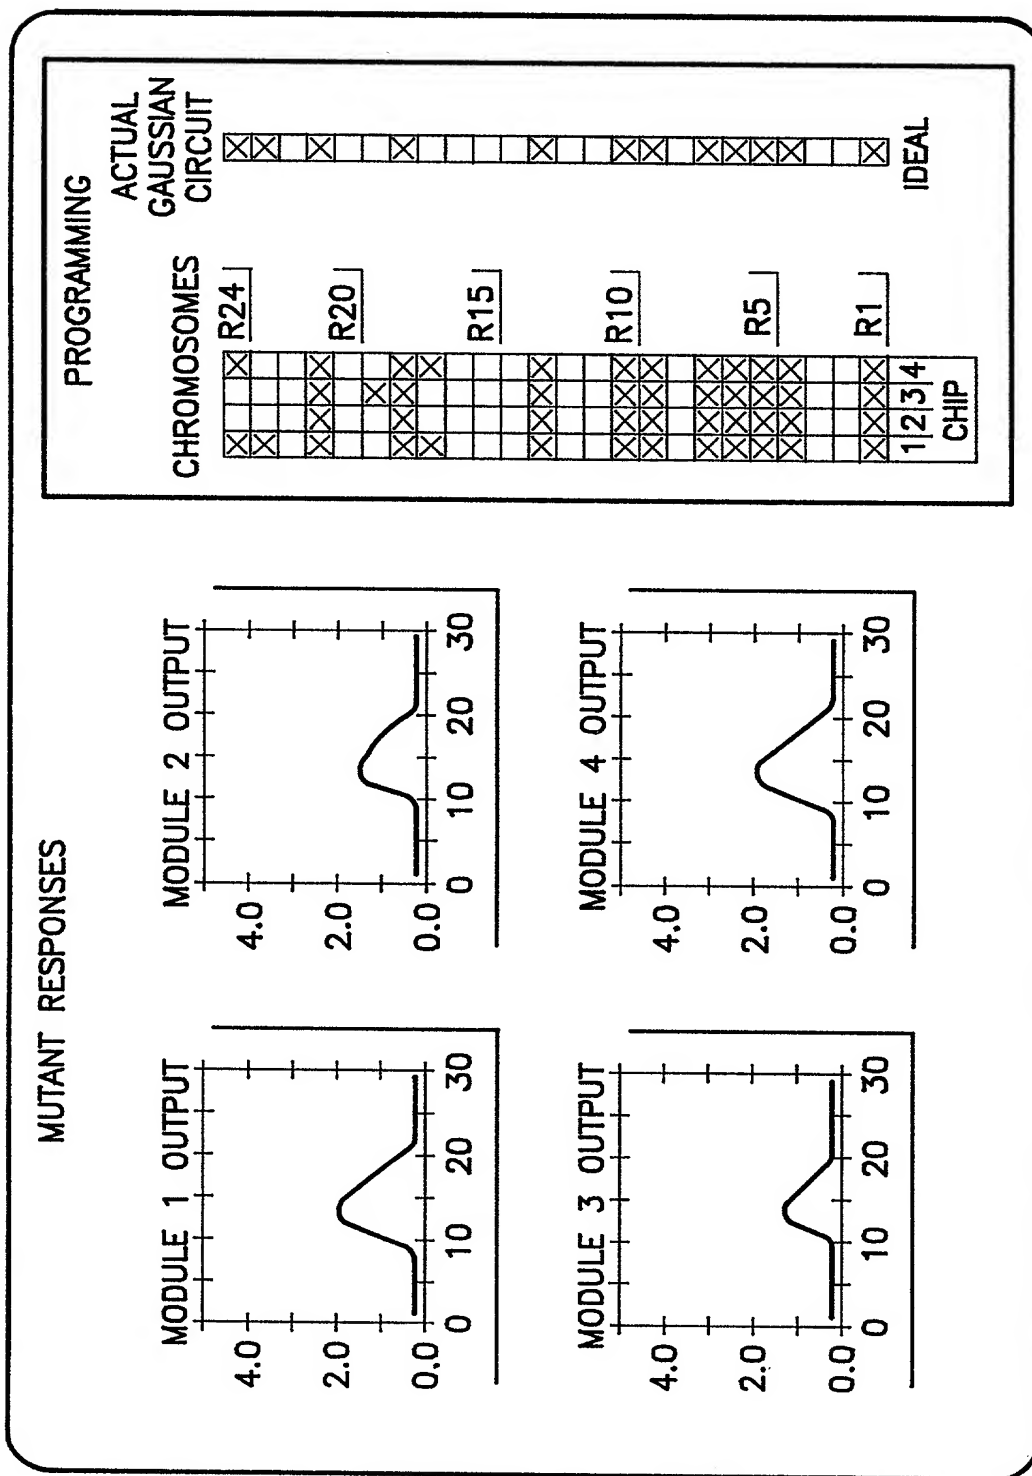 MUTANT RESPONSES
MODULE 1 OUTPUT
4.0
2.0
0.0
0 10 20 30
MODULE 2 OUTPUT
4.0
2.0
0.0
0 10 20 30
MODULE 3 OUTPUT
4.0
2.0
0.0
0 10 20 30
MODULE 4 OUTPUT
4.0
2.0
0.0
0 10 20 30
PROGRAMMING
CHROMOSOMES
R24
R20
R15
R10
R5
R1
1 2 3 4
CHIP
ACTUAL
GAUSSIAN
CIRCUIT
IDEAL